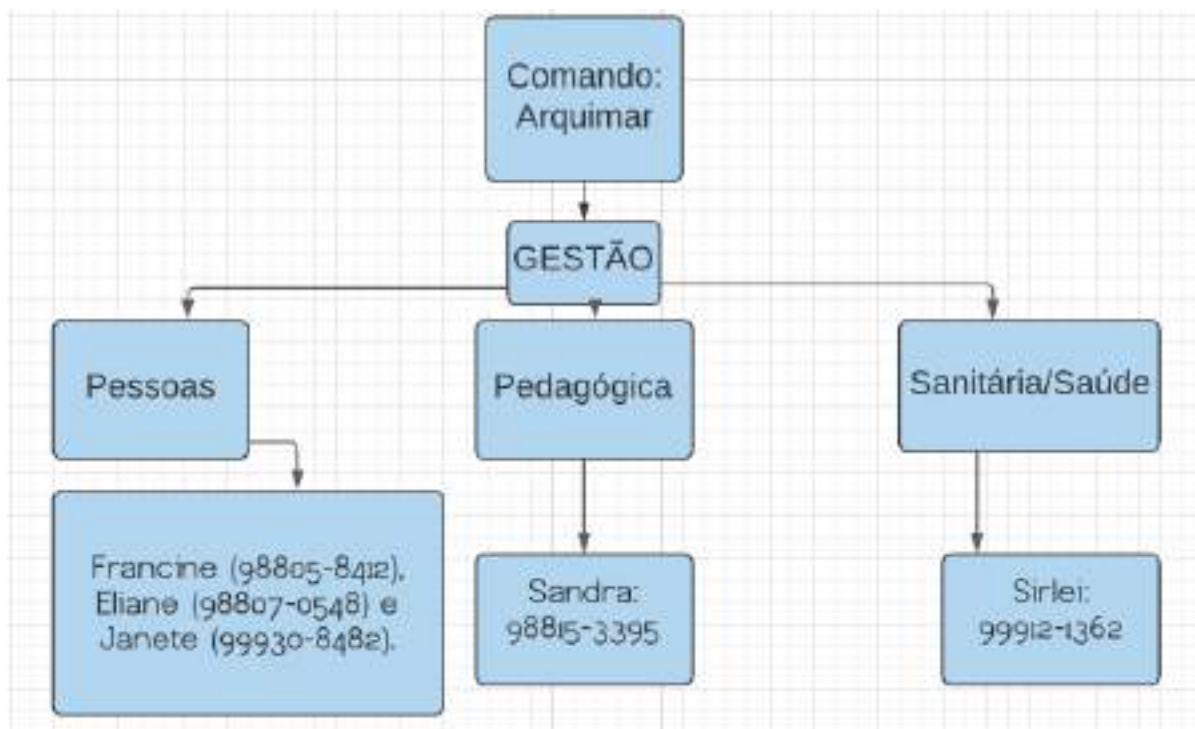 Comando:
Arquimar
GESTÃO
Pessoas
Pedagógica
Sanitária/Saúde
Francine (98805-8412),
Eliane (98807-0548) e
Janete (99930-8482).
Sandra:
98815-3395
Sirlei:
99912-1362